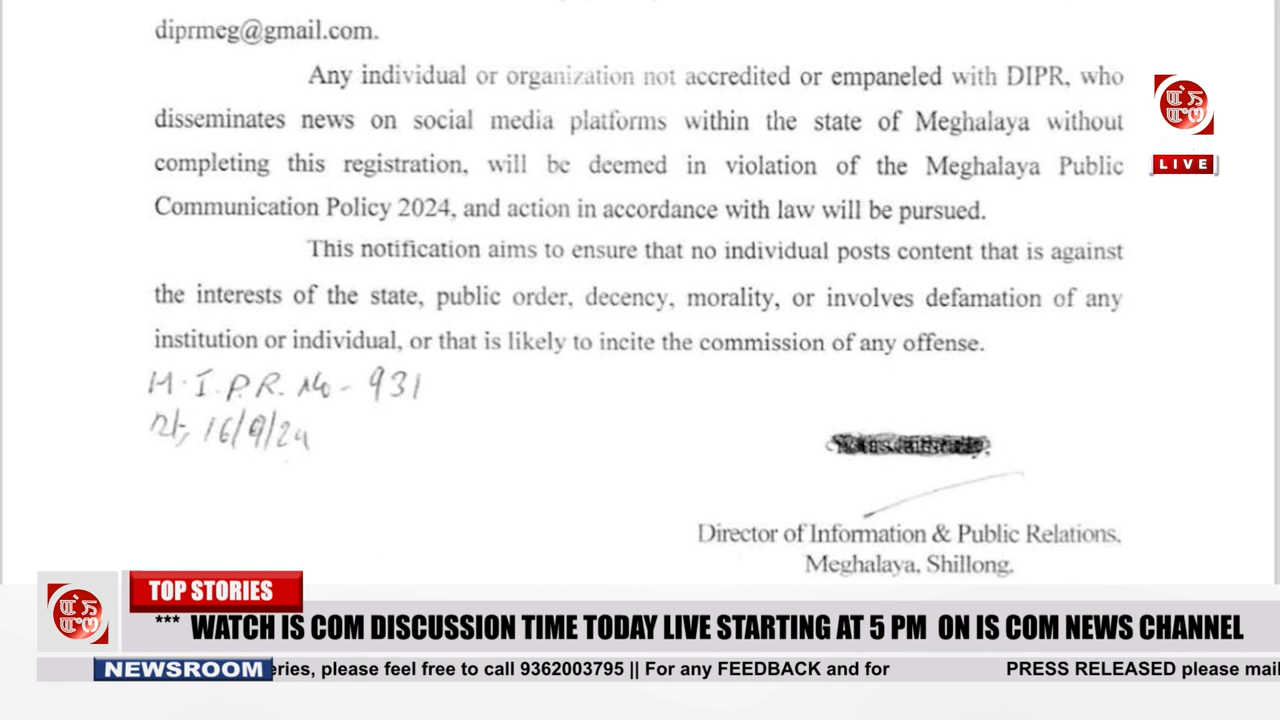 diprmeg@gmail.com.
Any individual or organization not accredited or empaneled with DIPR, who
disseminates news on social media platforms within the state of Meghalaya without
completing this registration, will be deemed in violation of the Meghalaya Public
Communication Policy 2024, and action in accordance with law will be pursued.
This notification aims to ensure that no individual posts content that is against
the interests of the state, public order, decency, morality, or involves defamation of any
institution or individual, or that is likely to incite the commission of any offense.
M.I.P.R. No - 931
Dt, 16/9/24
Director of Information & Public Relations,
Meghalaya, Shillong.
LIVE
TOP STORIES
*** WATCH IS COM DISCUSSION TIME TODAY LIVE STARTING AT 5 PM ON IS COM NEWS CHANNEL
NEWSROOM eries, please feel free to call 9362003795 || For any FEEDBACK and for PRESS RELEASED please mail